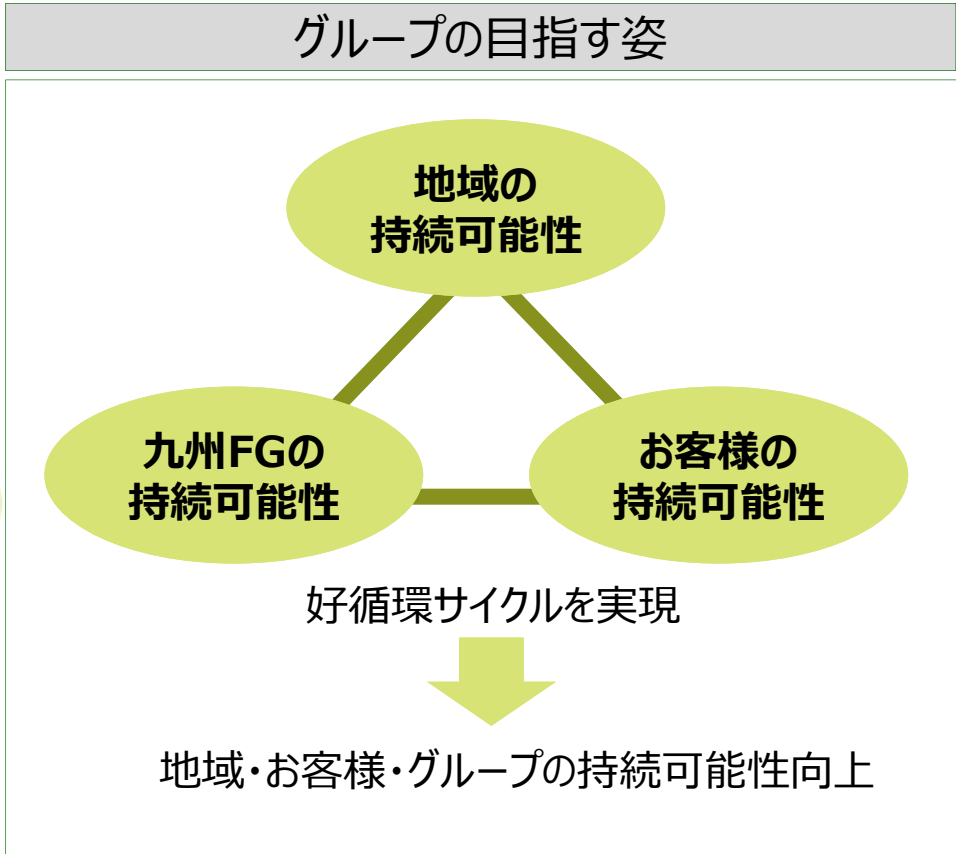 グループの目指す姿
地域の
持続可能性
九州FGの
持続可能性
お客様の
持続可能性
好循環サイクルを実現
地域・お客様・グループの持続可能性向上